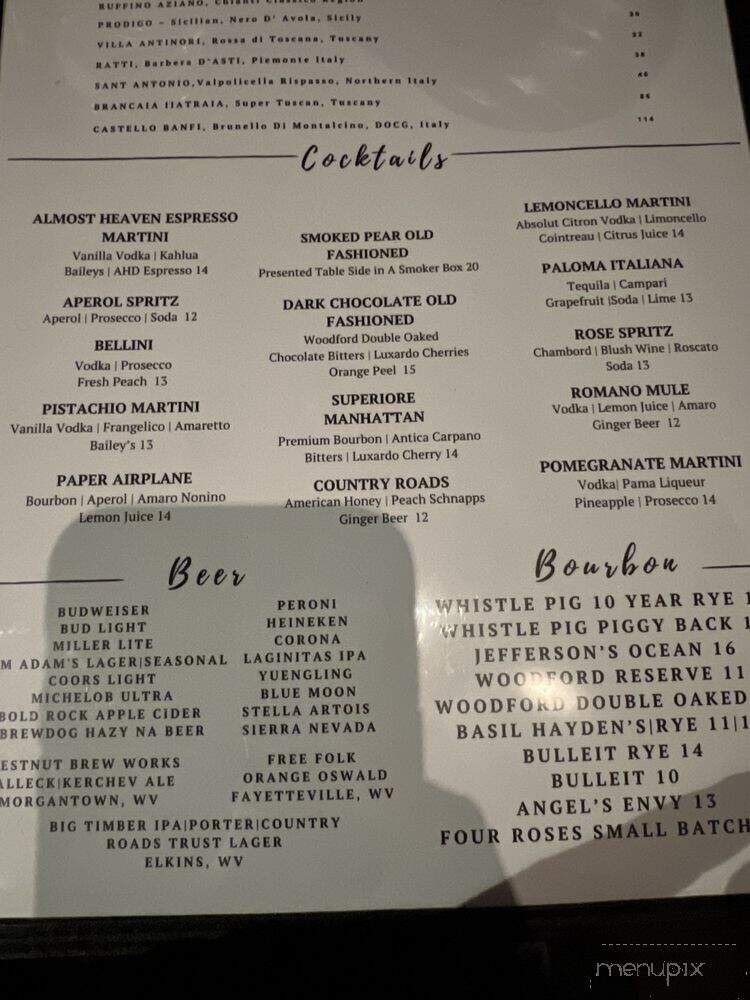 RUFFINO AZIANO, Chianti Classico Region
PRODIGO - Sicilian, Nero D' Avola, Sicily 30
VILLA ANTINORI, Rossa di Toscana, Tuscany 32
RATTI, Barbera D'ASTI, Piemonte Italy 38
SANT ANTONIO,Valpolicella Rispasso, Northern Italy 40
BRANCAIA IIATRAIA, Super Tuscan, Tuscany
CASTELLO BANFI, Brunello Di Montalcino, DOCG, Italy 114
Cocktails
ALMOST HEAVEN ESPRESSO
MARTINI
Vanilla Vodka | Kahlua
Baileys | AHD Espresso 14
APEROL SPRITZ
Aperol | Prosecco | Soda 12
BELLINI
Vodka | Prosecco
Fresh Peach 13
PISTACHIO MARTINI
Vanilla Vodka | Frangelico | Amaretto
Bailey's 13
PAPER AIRPLANE
Bourbon | Aperol | Amaro Nonino
Lemon Juice 14
SMOKED PEAR OLD
FASHIONED
Presented Table Side in A Smoker Box 20
DARK CHOCOLATE OLD
FASHIONED
Woodford Double Oaked
Chocolate Bitters | Luxardo Cherries
Orange Peel 15
SUPERIORE
MANHATTAN
Premium Bourbon | Antica Carpano
Bitters | Luxardo Cherry 14
COUNTRY ROADS
American Honey | Peach Schnapps
Ginger Beer 12
LEMONCELLO MARTINI
Absolut Citron Vodka | Limoncello
Cointreau | Citrus Juice 14
PALOMA ITALIANA
Tequila | Campari
Grapefruit |Soda | Lime 13
ROSE SPRITZ
Chambord | Blush Wine | Roscato
Soda 13
ROMANO MULE
Vodka | Lemon Juice | Amaro
Ginger Beer 12
POMEGRANATE MARTINI
Vodka| Pama Liqueur
Pineapple | Prosecco 14
Beer
BUDWEISER
BUD LIGHT
MILLER LITE
M ADAM'S LAGER|SEASONAL
COORS LIGHT
MICHELOB ULTRA
BOLD ROCK APPLE CIDER
BREWDOG HAZY NA BEER
ESTNUT BREW WORKS
ALLECK|KERCHEV ALE
MORGANTOWN, WV
PERONI
HEINEKEN
CORONA
LAGINITAS IPA
YUENGLING
BLUE MOON
STELLA ARTOIS
SIERRA NEVADA
FREE FOLK
ORANGE OSWALD
FAYETTEVILLE, WV
BIG TIMBER IPA|PORTER|COUNTRY
ROADS TRUST LAGER
ELKINS, WV
Bourbon
WHISTLE PIG 10 YEAR RYE 1
WHISTLE PIG PIGGY BACK 1
JEFFERSON'S OCEAN 16
WOODFORD RESERVE 11
WOODFORD DOUBLE OAKED
BASIL HAYDEN'S|RYE 11|1
BULLEIT RYE 14
BULLEIT 10
ANGEL'S ENVY 13
FOUR ROSES SMALL BATCH
menupix